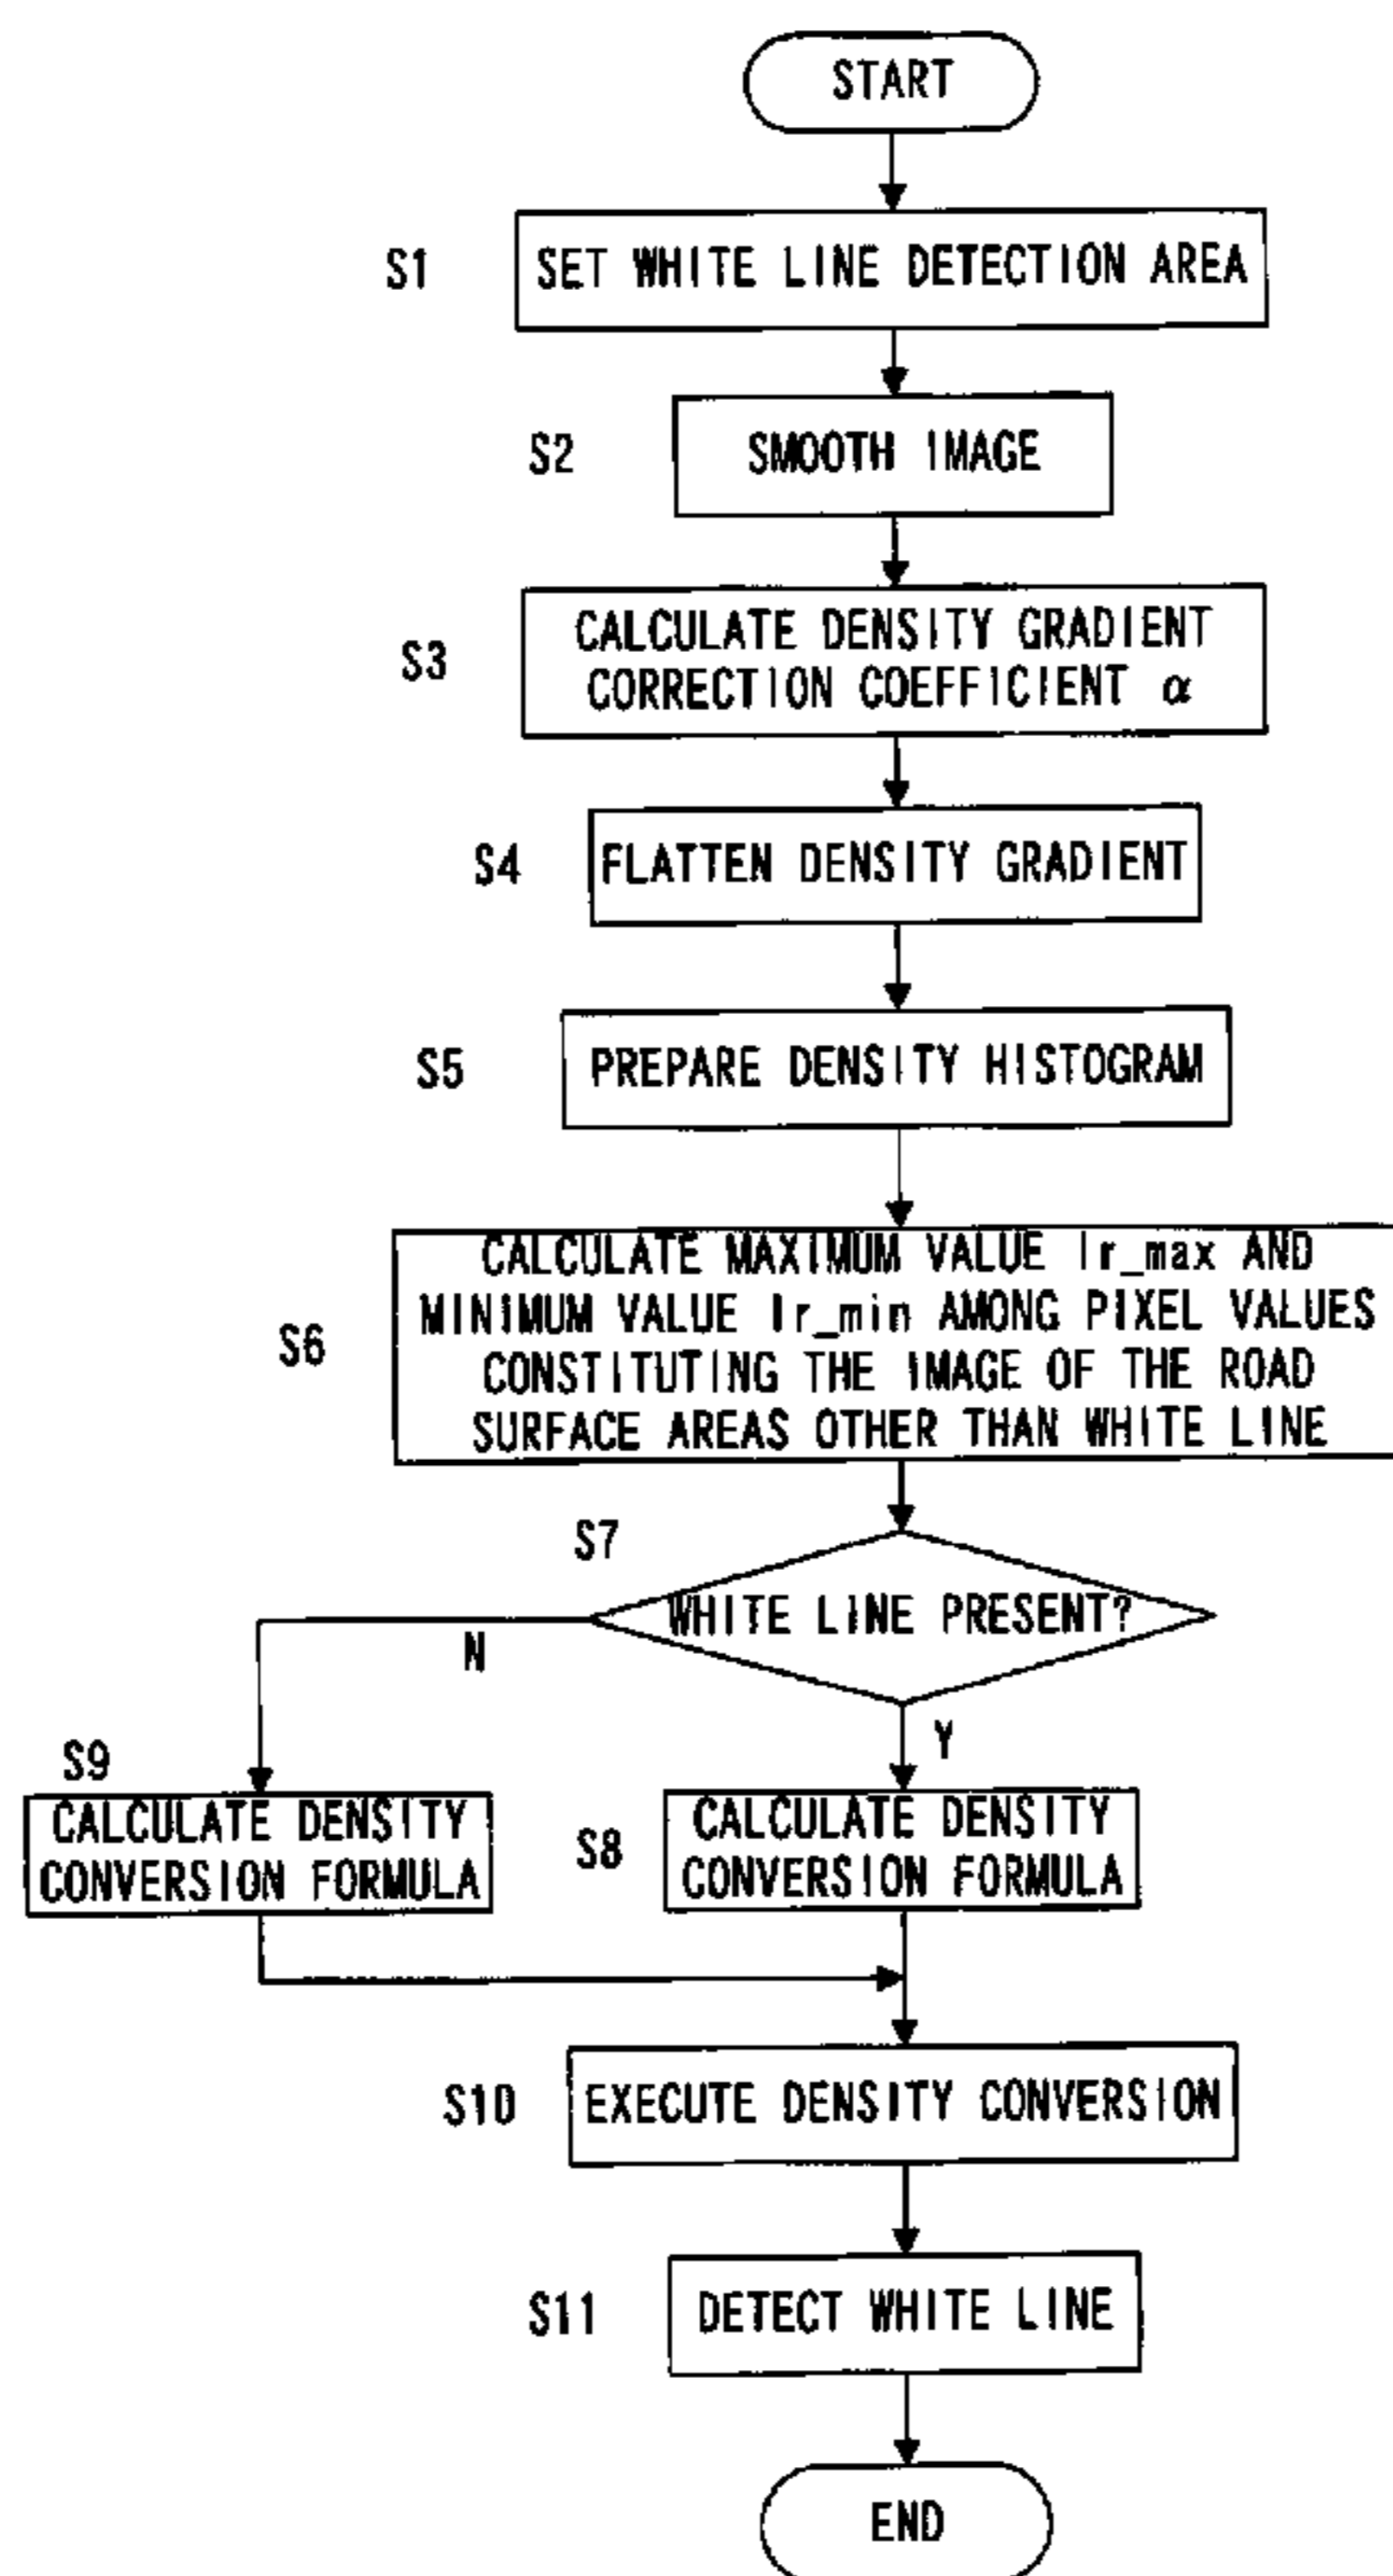 START
S1
SET WHITE LINE DETECTION AREA
S2
SMOOTH IMAGE
S3
CALCULATE DENSITY GRADIENT
CORRECTION COEFFICIENT α
S4
FLATTEN DENSITY GRADIENT
S5
PREPARE DENSITY HISTOGRAM
S6
CALCULATE MAXIMUM VALUE Ir_max AND
MINIMUM VALUE Ir_min AMONG PIXEL VALUES
CONSTITUTING THE IMAGE OF THE ROAD
SURFACE AREAS OTHER THAN WHITE LINE
S7
WHITE LINE PRESENT?
N
Y
S9
CALCULATE DENSITY
CONVERSION FORMULA
S8
CALCULATE DENSITY
CONVERSION FORMULA
S10
EXECUTE DENSITY CONVERSION
S11
DETECT WHITE LINE
END